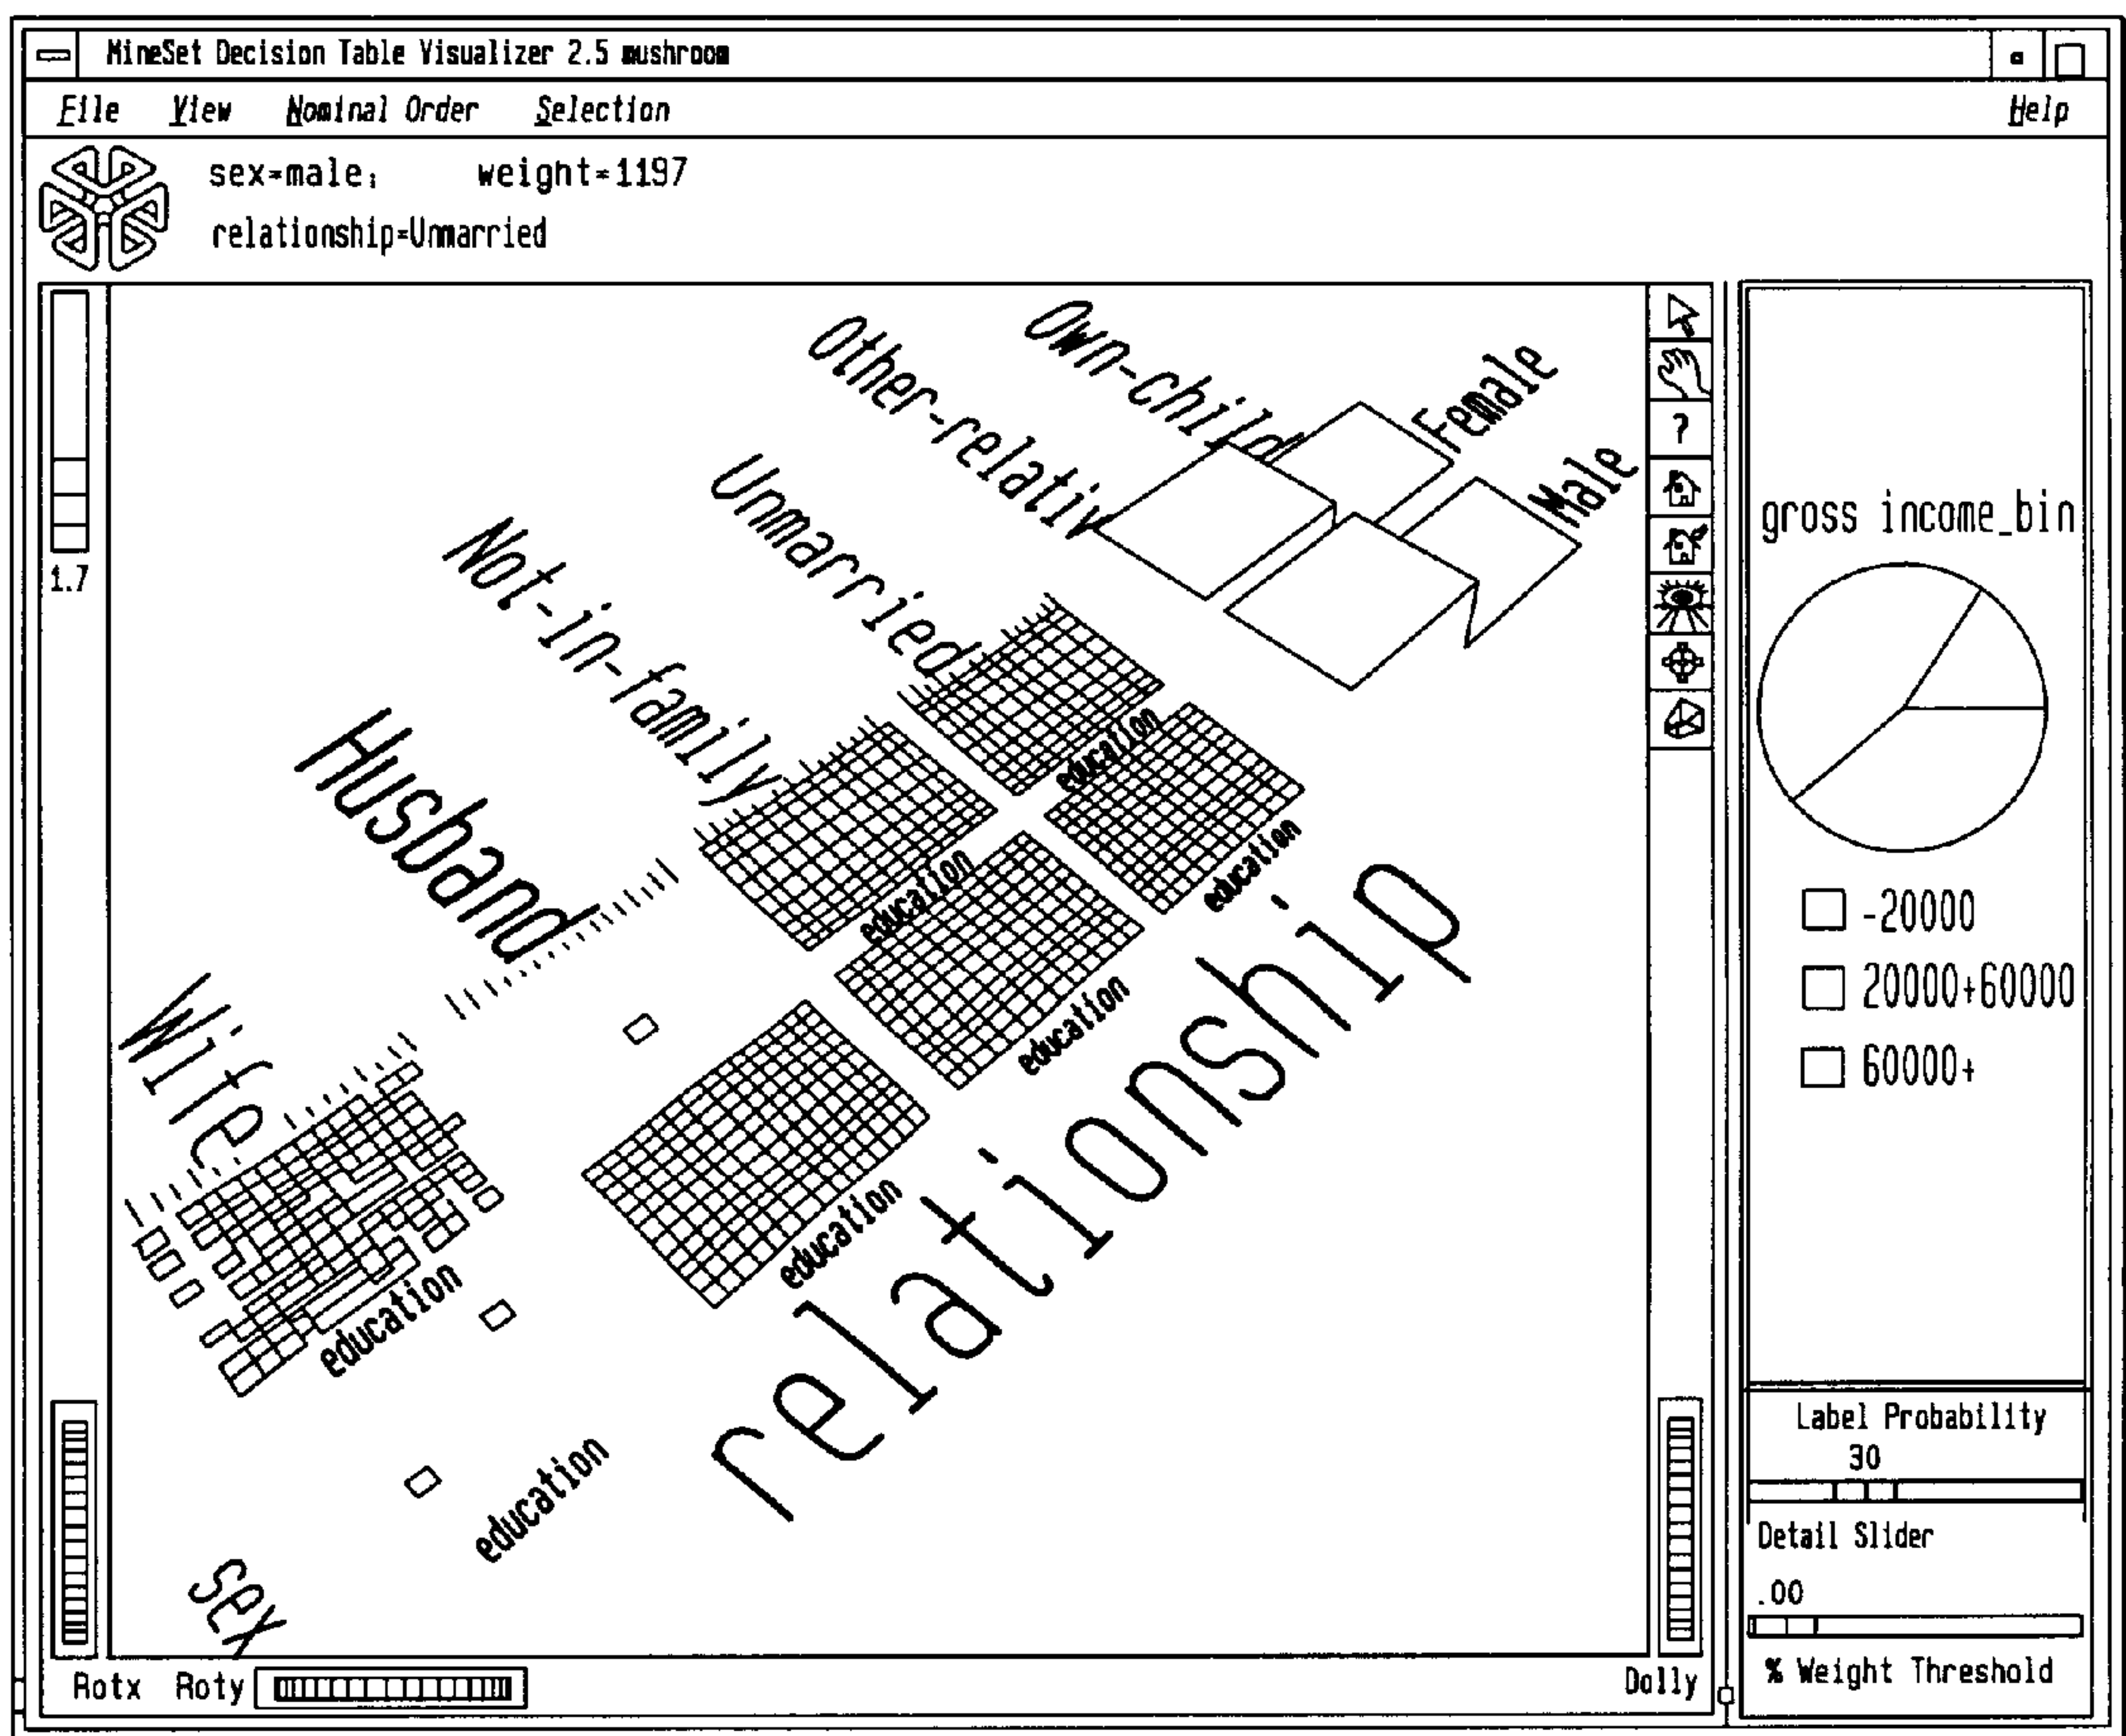 MineSet Decision Table Visualizer 2.5 mushroom
File View Nominal Order Selection Help
sex=male; weight=1197
relationship=Unmarried
1.7
Own-child
Other-relativ
Female
Male
Unmarried
Not-in-family
Husband
Wife
education
education
education
education
education
education
education
relationship
sex
?
gross income_bin
-20000
20000+60000
60000+
Label Probability
30
Detail Slider
.00
% Weight Threshold
Rotx Roty Dolly